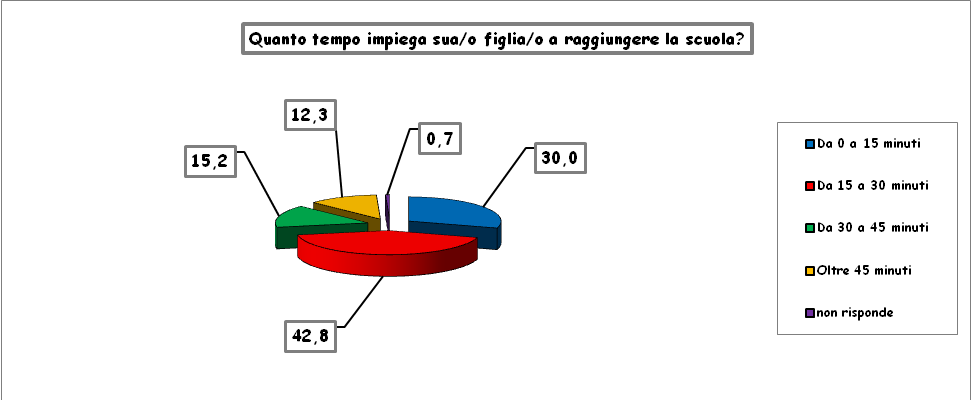 Quanto tempo impiega sua/o figlia/o a raggiungere la scuola?
12,3
0,7
15,2
30,0
42,8
Da 0 a 15 minuti
Da 15 a 30 minuti
Da 30 a 45 minuti
Oltre 45 minuti
non risponde